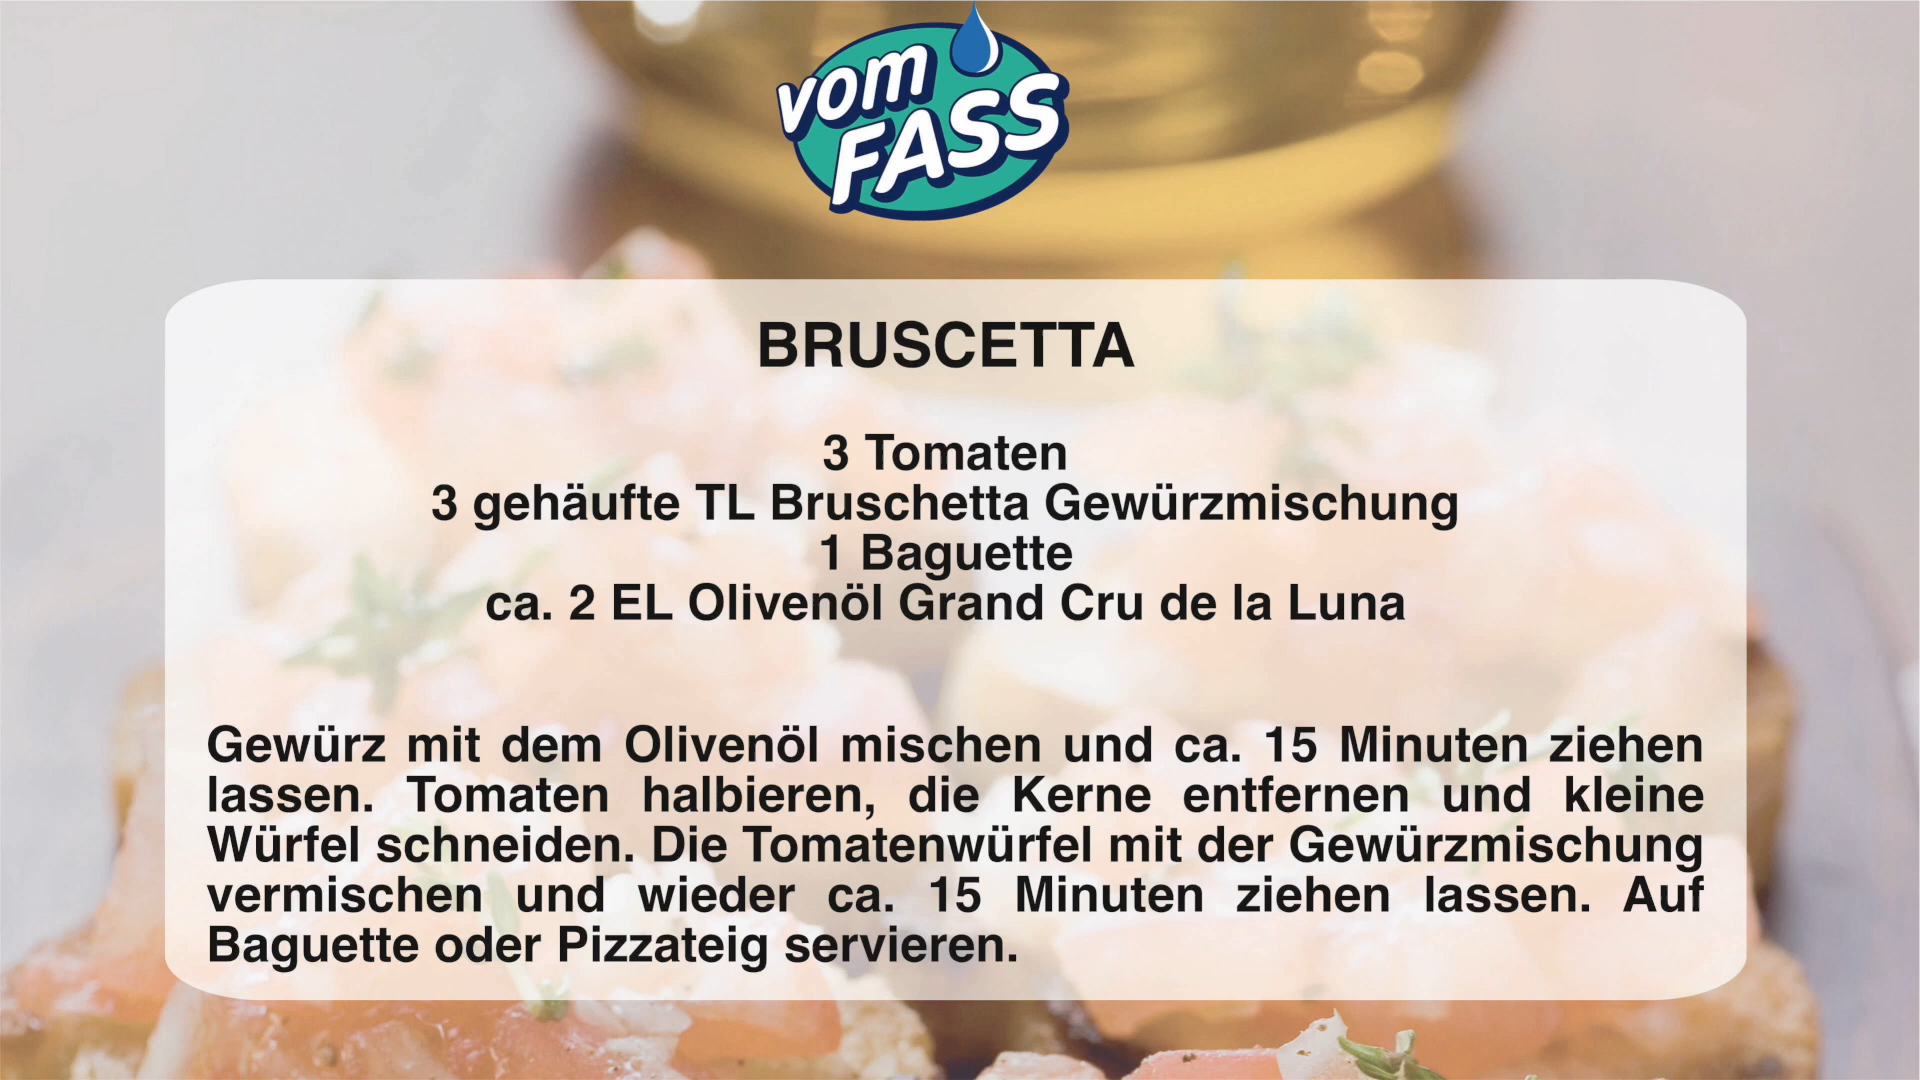 vom
FASS
BRUSCETTA
3 Tomaten
3 gehäufte TL Bruschetta Gewürzmischung
1 Baguette
ca. 2 EL Olivenöl Grand Cru de la Luna
Gewürz mit dem Olivenöl mischen und ca. 15 Minuten ziehen
lassen. Tomaten halbieren, die Kerne entfernen und kleine
Würfel schneiden. Die Tomatenwürfel mit der Gewürzmischung
vermischen und wieder ca. 15 Minuten ziehen lassen. Auf
Baguette oder Pizzateig servieren.